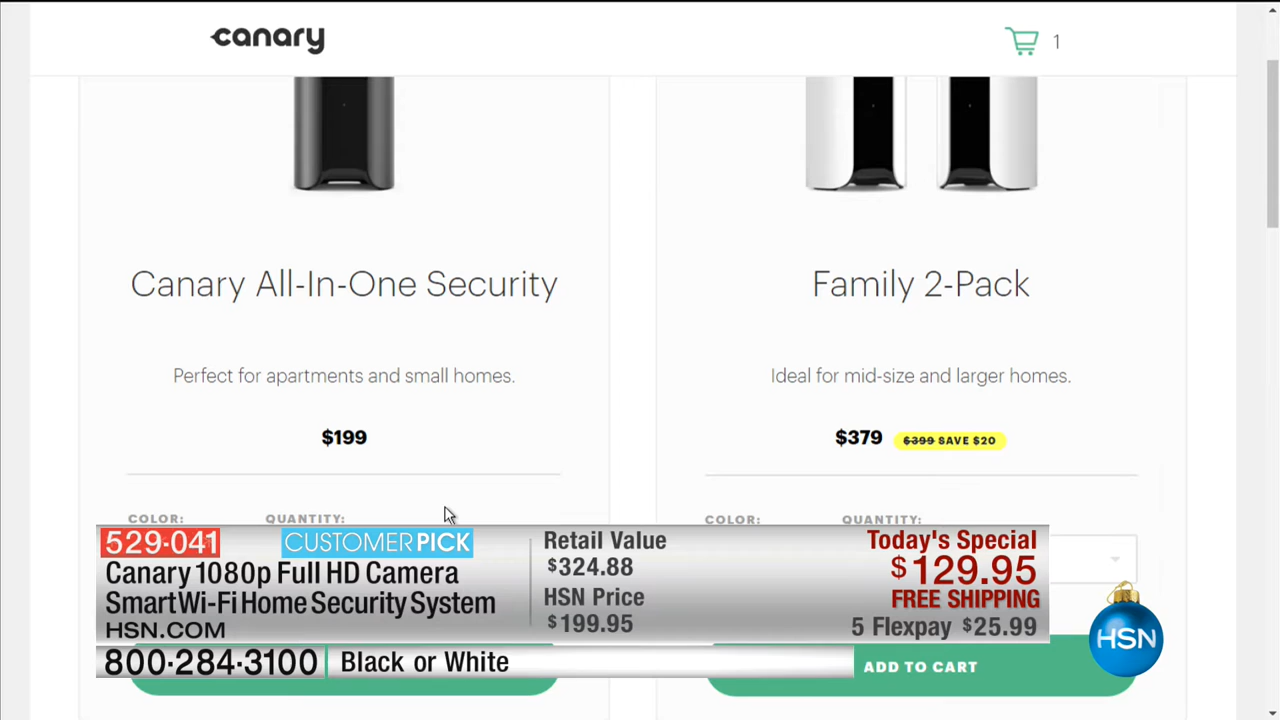 canary
1
Canary All-In-One Security
Family 2-Pack
Perfect for apartments and small homes.
Ideal for mid-size and larger homes.
$199
$379 $399 SAVE $20
COLOR: QUANTITY:
COLOR: QUANTITY:
529-041 CUSTOMER PICK
Canary 1080p Full HD Camera
Smart Wi-Fi Home Security System
HSN.COM
Retail Value
$324.88
HSN Price
$199.95
Today's Special
$129.95
FREE SHIPPING
5 Flexpay $25.99
HSN
800-284-3100 Black or White
ADD TO CART